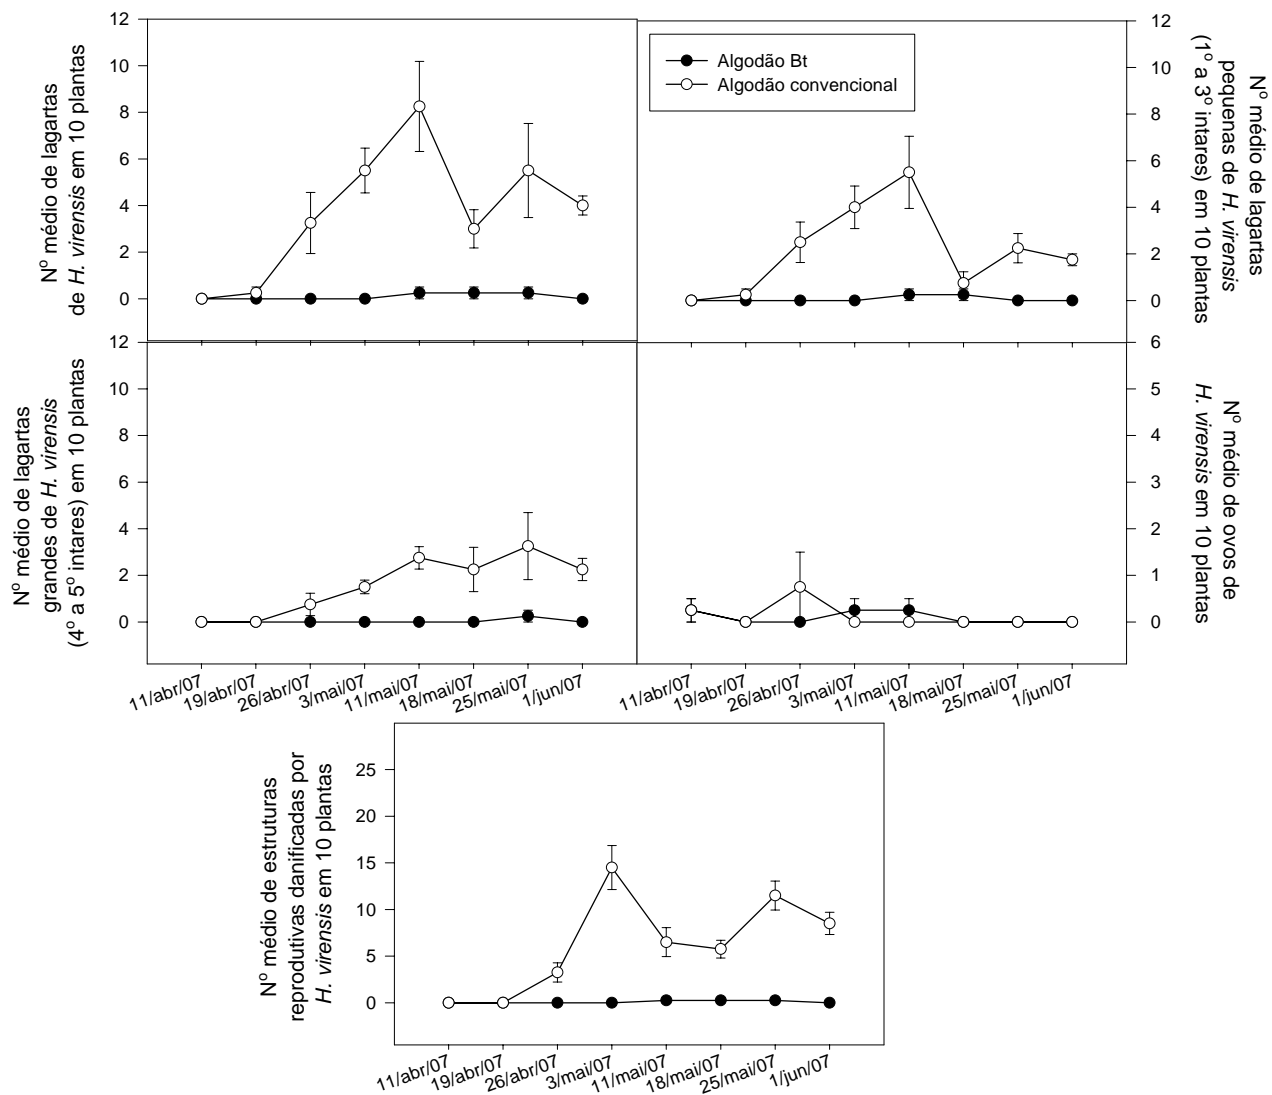 Nº médio de lagartas
de H. virensis em 10 plantas
12
10
8
6
4
2
0
Algodão Bt
Algodão convencional
12
10
8
6
4
2
0
Nº médio de lagartas
pequenas de H. virensis
(1º a 3º intares) em 10 plantas
Nº médio de lagartas
grandes de H. virensis
(4º a 5º intares) em 10 plantas
12
10
8
6
4
2
0
11/abr/07
19/abr/07
26/abr/07
3/mai/07
11/mai/07
18/mai/07
25/mai/07
1/jun/07
6
5
4
3
2
1
0
Nº médio de ovos de
H. virensis em 10 plantas
11/abr/07
19/abr/07
26/abr/07
3/mai/07
11/mai/07
18/mai/07
25/mai/07
1/jun/07
Nº médio de estruturas
reprodutivas danificadas por
H. virensis em 10 plantas
25
20
15
10
5
0
11/abr/07
19/abr/07
26/abr/07
3/mai/07
11/mai/07
18/mai/07
25/mai/07
1/jun/07